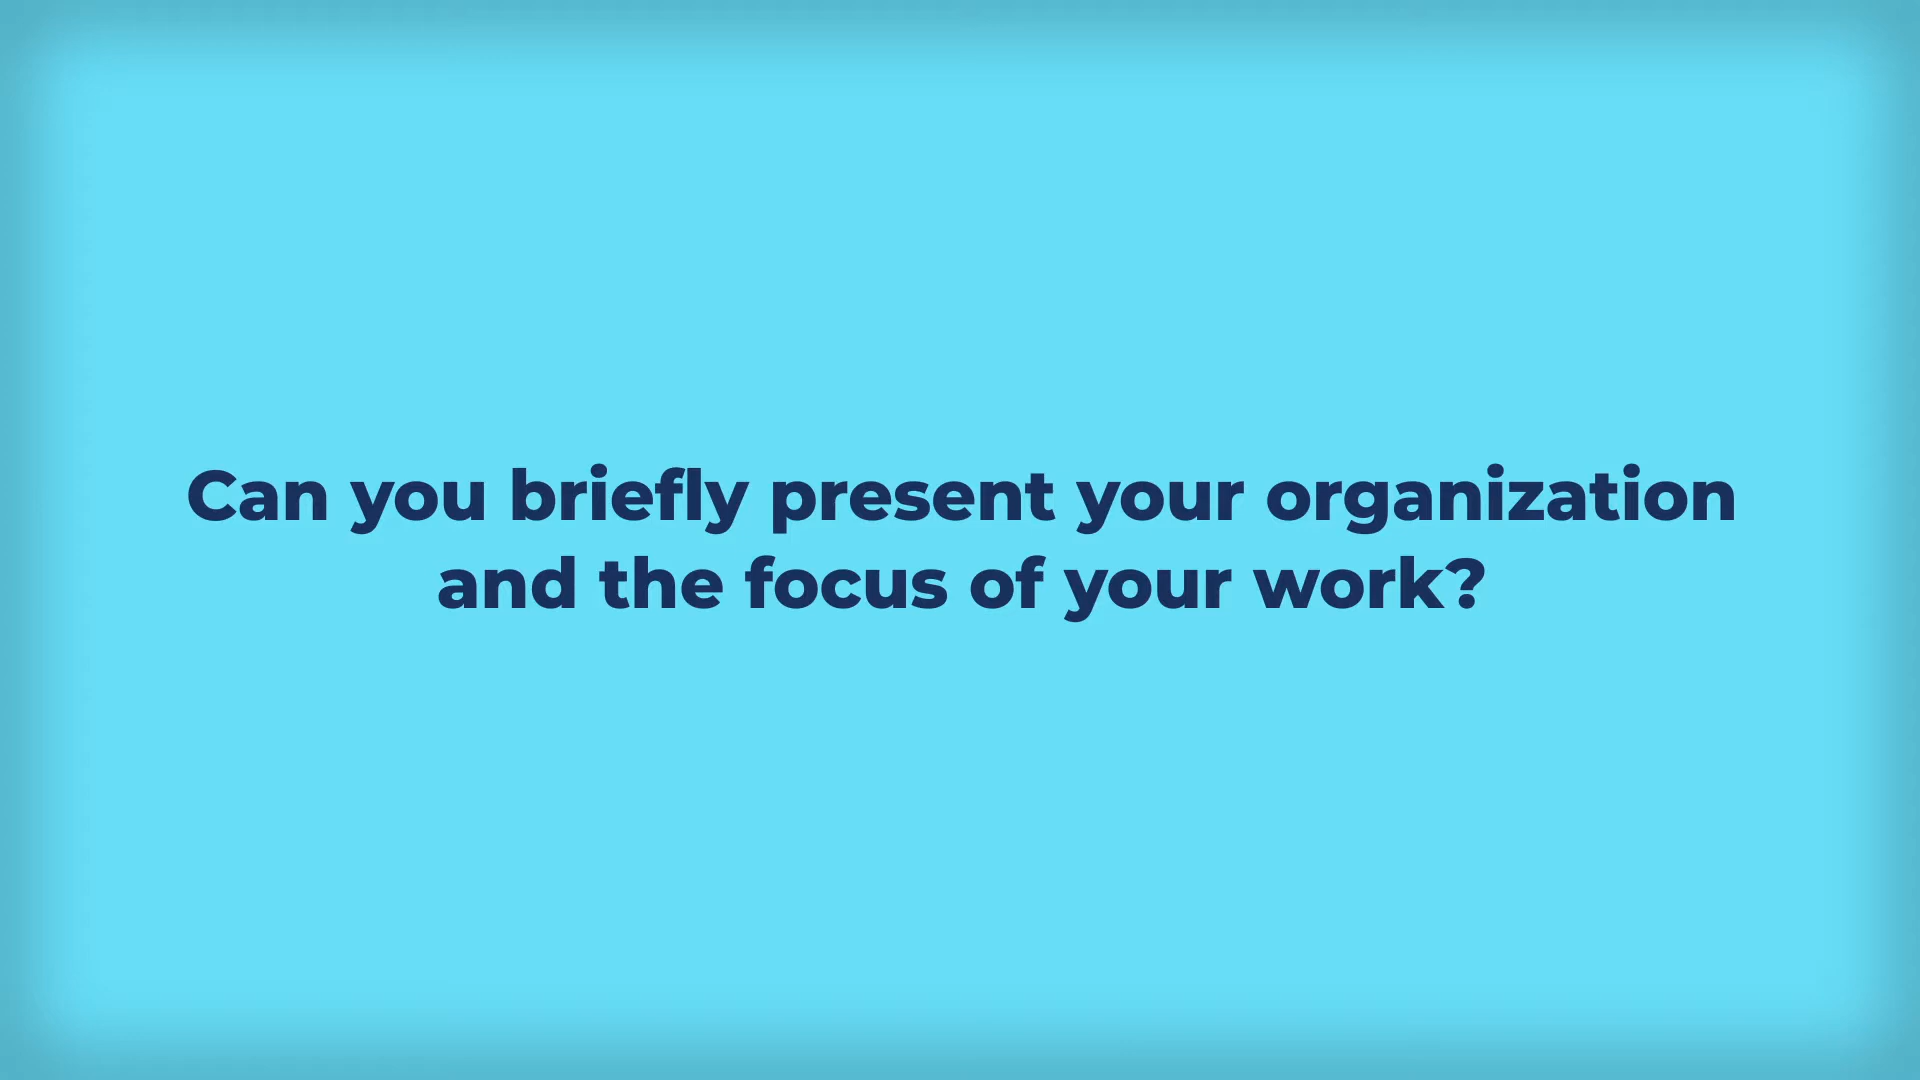 Can you briefly present your organization
and the focus of your work?